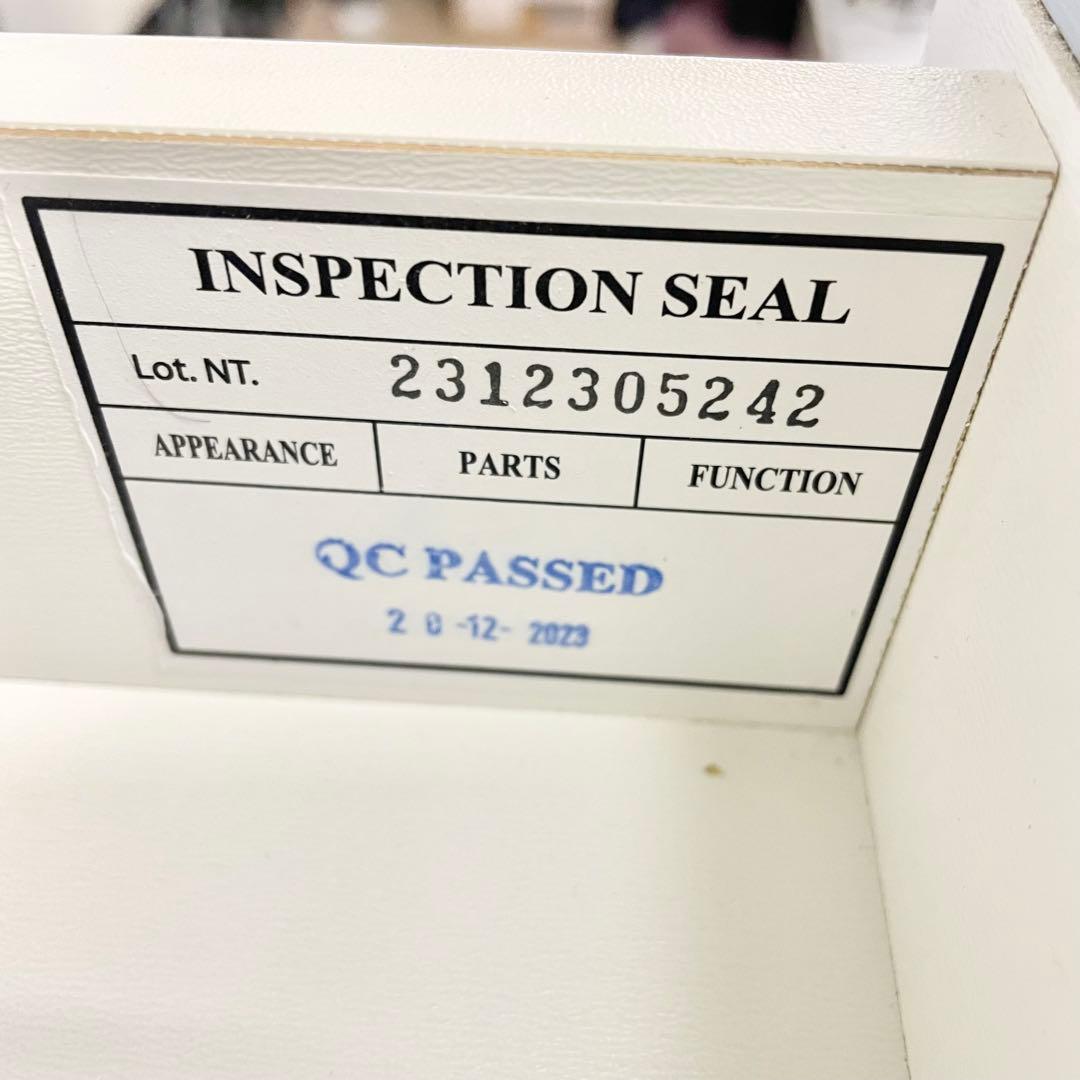 INSPECTION SEAL
Lot. NT. 2312305242
APPEARANCE PARTS FUNCTION
QC PASSED
20-12-2023